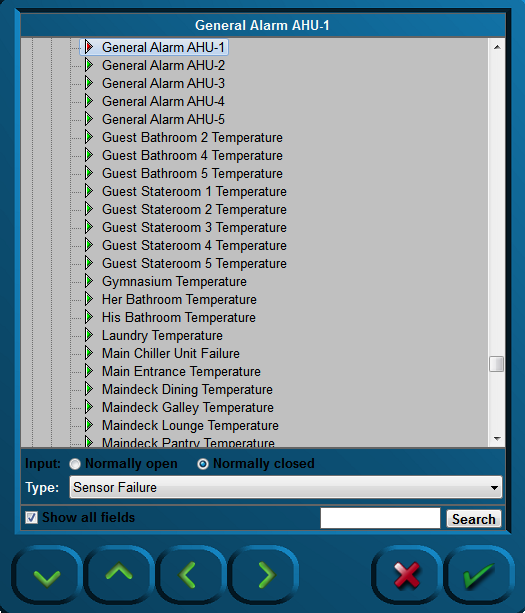 General Alarm AHU-1
General Alarm AHU-1
General Alarm AHU-2
General Alarm AHU-3
General Alarm AHU-4
General Alarm AHU-5
Guest Bathroom 2 Temperature
Guest Bathroom 4 Temperature
Guest Bathroom 5 Temperature
Guest Stateroom 1 Temperature
Guest Stateroom 2 Temperature
Guest Stateroom 3 Temperature
Guest Stateroom 4 Temperature
Guest Stateroom 5 Temperature
Gymnasium Temperature
Her Bathroom Temperature
His Bathroom Temperature
Laundry Temperature
Main Chiller Unit Failure
Main Entrance Temperature
Maindeck Dining Temperature
Maindeck Galley Temperature
Maindeck Lounge Temperature
Maindeck Pantry Temperature
Input: Normally open Normally closed
Type: Sensor Failure
Show all fields Search